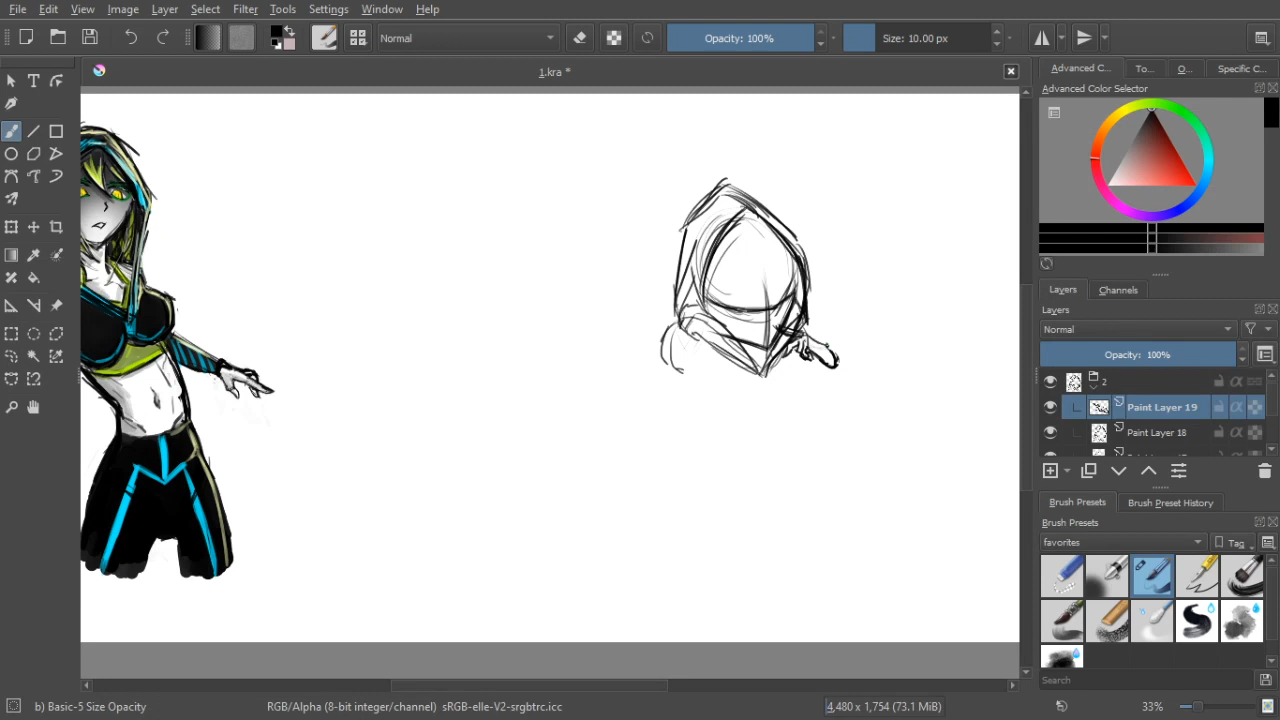 File Edit View Image Layer Select Filter Tools Settings Window Help
Normal Opacity: 100% Size: 10.00 px
1.kra *
Advanced C... To... O... Specific C...
Advanced Color Selector
Layers Channels
Layers
Normal
Opacity: 100%
2
Paint Layer 19
Paint Layer 18
Brush Presets Brush Preset History
Brush Presets
favorites Tag
Search
b) Basic-5 Size Opacity RGB/Alpha (8-bit integer/channel) sRGB-elle-V2-srgbtrc.icc 4,480 x 1,754 (73.1 MiB) 33%